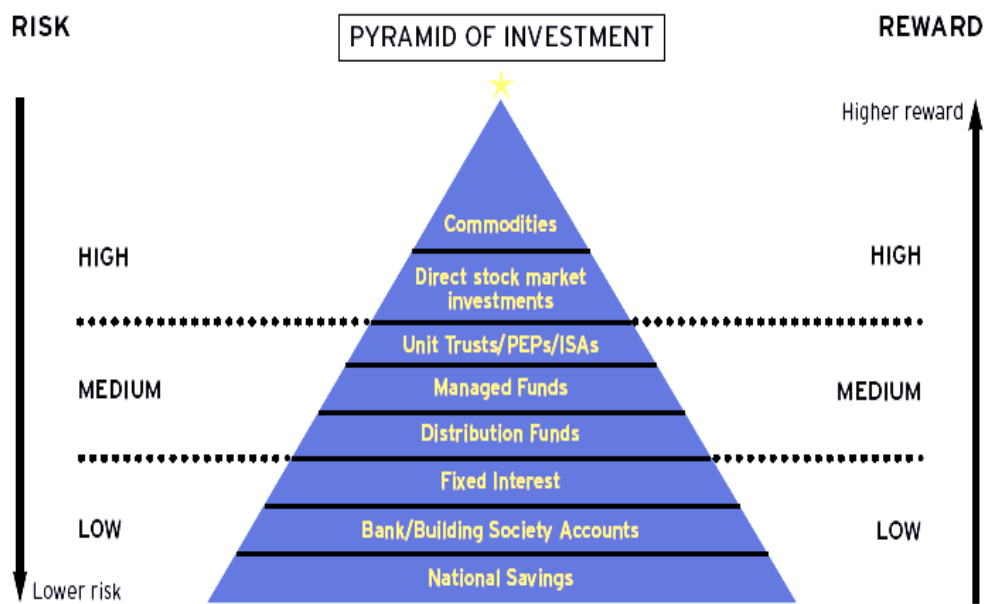 RISK
PYRAMID OF INVESTMENT
REWARD
Higher reward
Commodities
HIGH
HIGH
Direct stock market
investments
Unit Trusts/PEPs/ISAs
MEDIUM
Managed Funds
MEDIUM
Distribution Funds
Fixed Interest
LOW
Bank/Building Society Accounts
LOW
National Savings
Lower risk